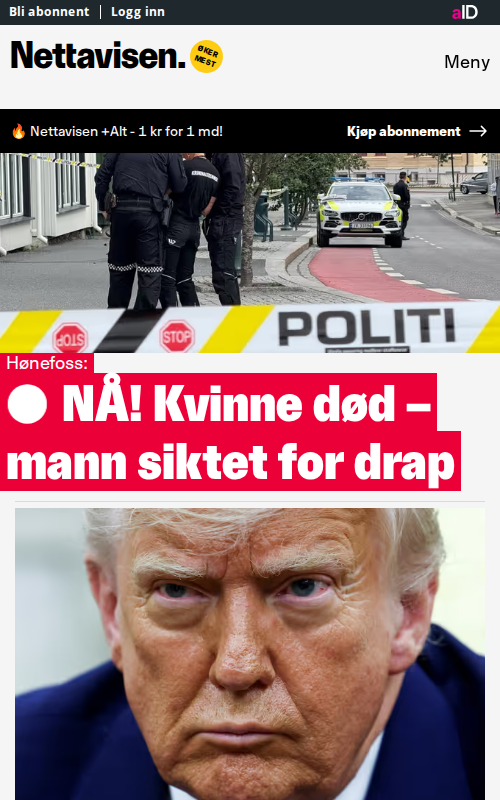 Bli abonnent
Logg inn
aID
Nettavisen.
ØKER
MEST
Meny
🔥 Nettavisen +Alt - 1 kr for 1 md!
Kjøp abonnement →
STOP
STOP
POLITI
Hønefoss:
NÅ! Kvinne død –
mann siktet for drap